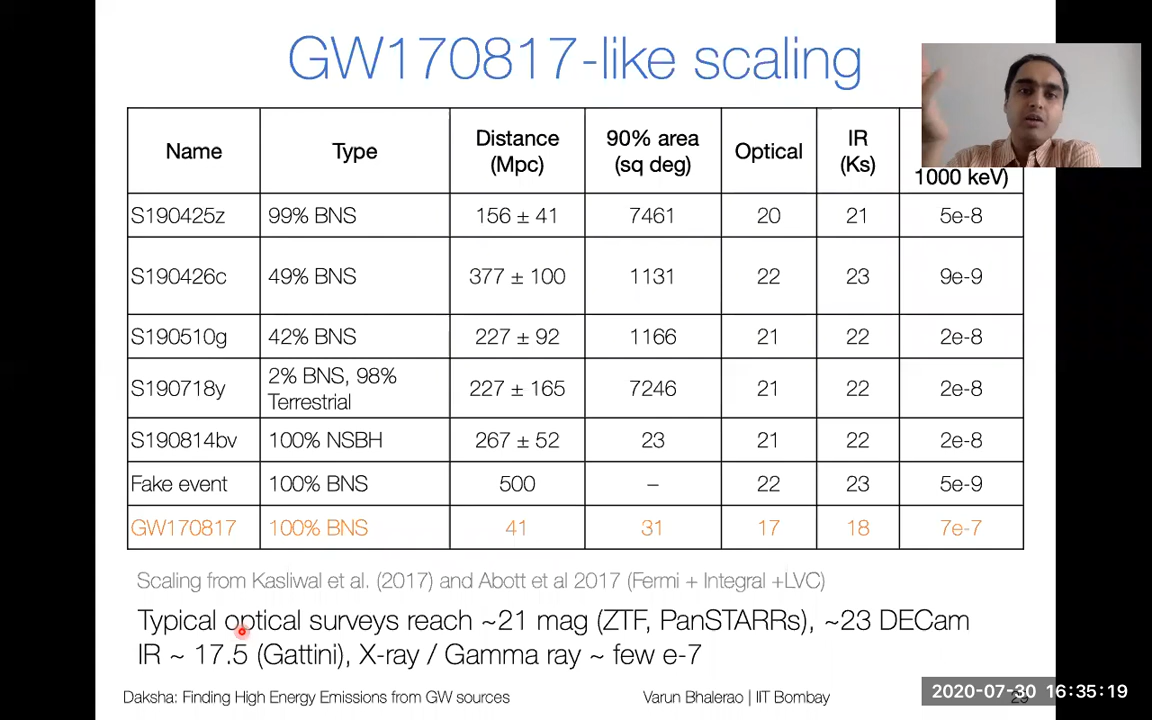 GW170817-like scaling
Name Type Distance (Mpc) 90% area (sq deg) Optical IR (Ks) 1000 keV)
S190425z 99% BNS 156 ± 41 7461 20 21 5e-8
S190426c 49% BNS 377 ± 100 1131 22 23 9e-9
S190510g 42% BNS 227 ± 92 1166 21 22 2e-8
S190718y 2% BNS, 98% Terrestrial 227 ± 165 7246 21 22 2e-8
S190814bv 100% NSBH 267 ± 52 23 21 22 2e-8
Fake event 100% BNS 500 – 22 23 5e-9
GW170817 100% BNS 41 31 17 18 7e-7
Scaling from Kasliwal et al. (2017) and Abott et al 2017 (Fermi + Integral +LVC)
Typical optical surveys reach ~21 mag (ZTF, PanSTARRs), ~23 DECam
IR ~ 17.5 (Gattini), X-ray / Gamma ray ~ few e-7
Daksha: Finding High Energy Emissions from GW sources Varun Bhalerao | IIT Bombay
2020-07-30 16:35:19